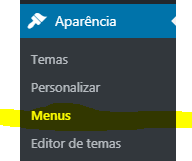 Aparência
Temas
Personalizar
Menus
Editor de temas